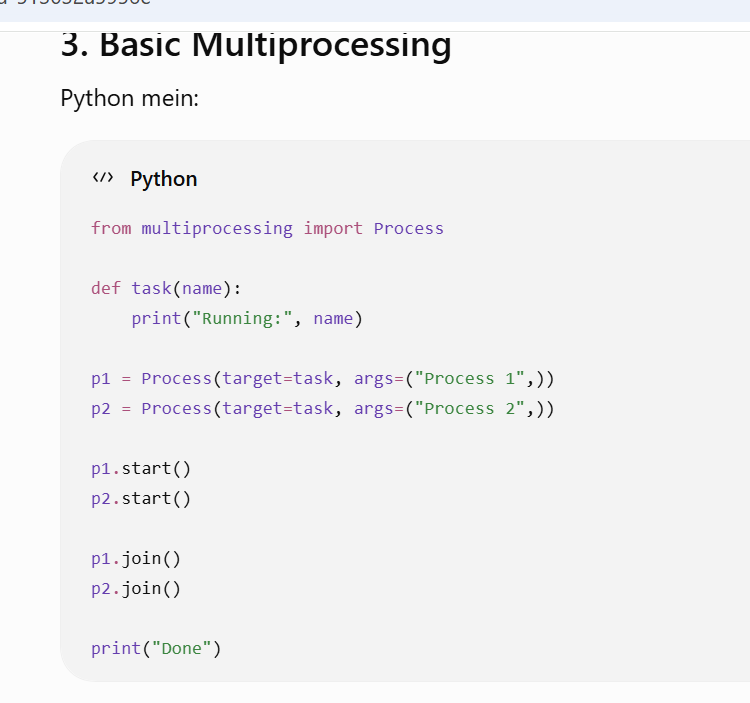 3. Basic Multiprocessing
Python mein:
</> Python
from multiprocessing import Process
def task(name):
    print("Running:", name)
p1 = Process(target=task, args=("Process 1",))
p2 = Process(target=task, args=("Process 2",))
p1.start()
p2.start()
p1.join()
p2.join()
print("Done")